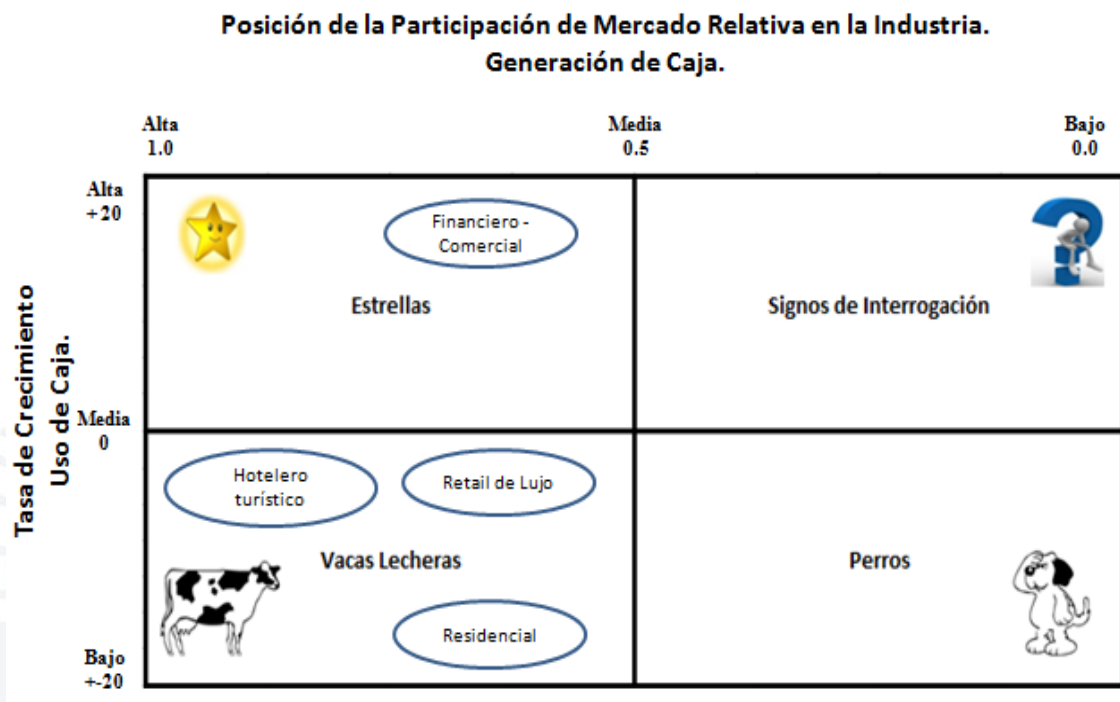 Posición de la Participación de Mercado Relativa en la Industria.
Generación de Caja.
Alta
1.0
Media
0.5
Bajo
0.0
Alta
+20
Financiero -
Comercial
Estrellas
Signos de Interrogación
Tasa de Crecimiento
Uso de Caja.
Media
0
Hotelero
turístico
Retail de Lujo
Vacas Lecheras
Perros
Residencial
Bajo
+-20